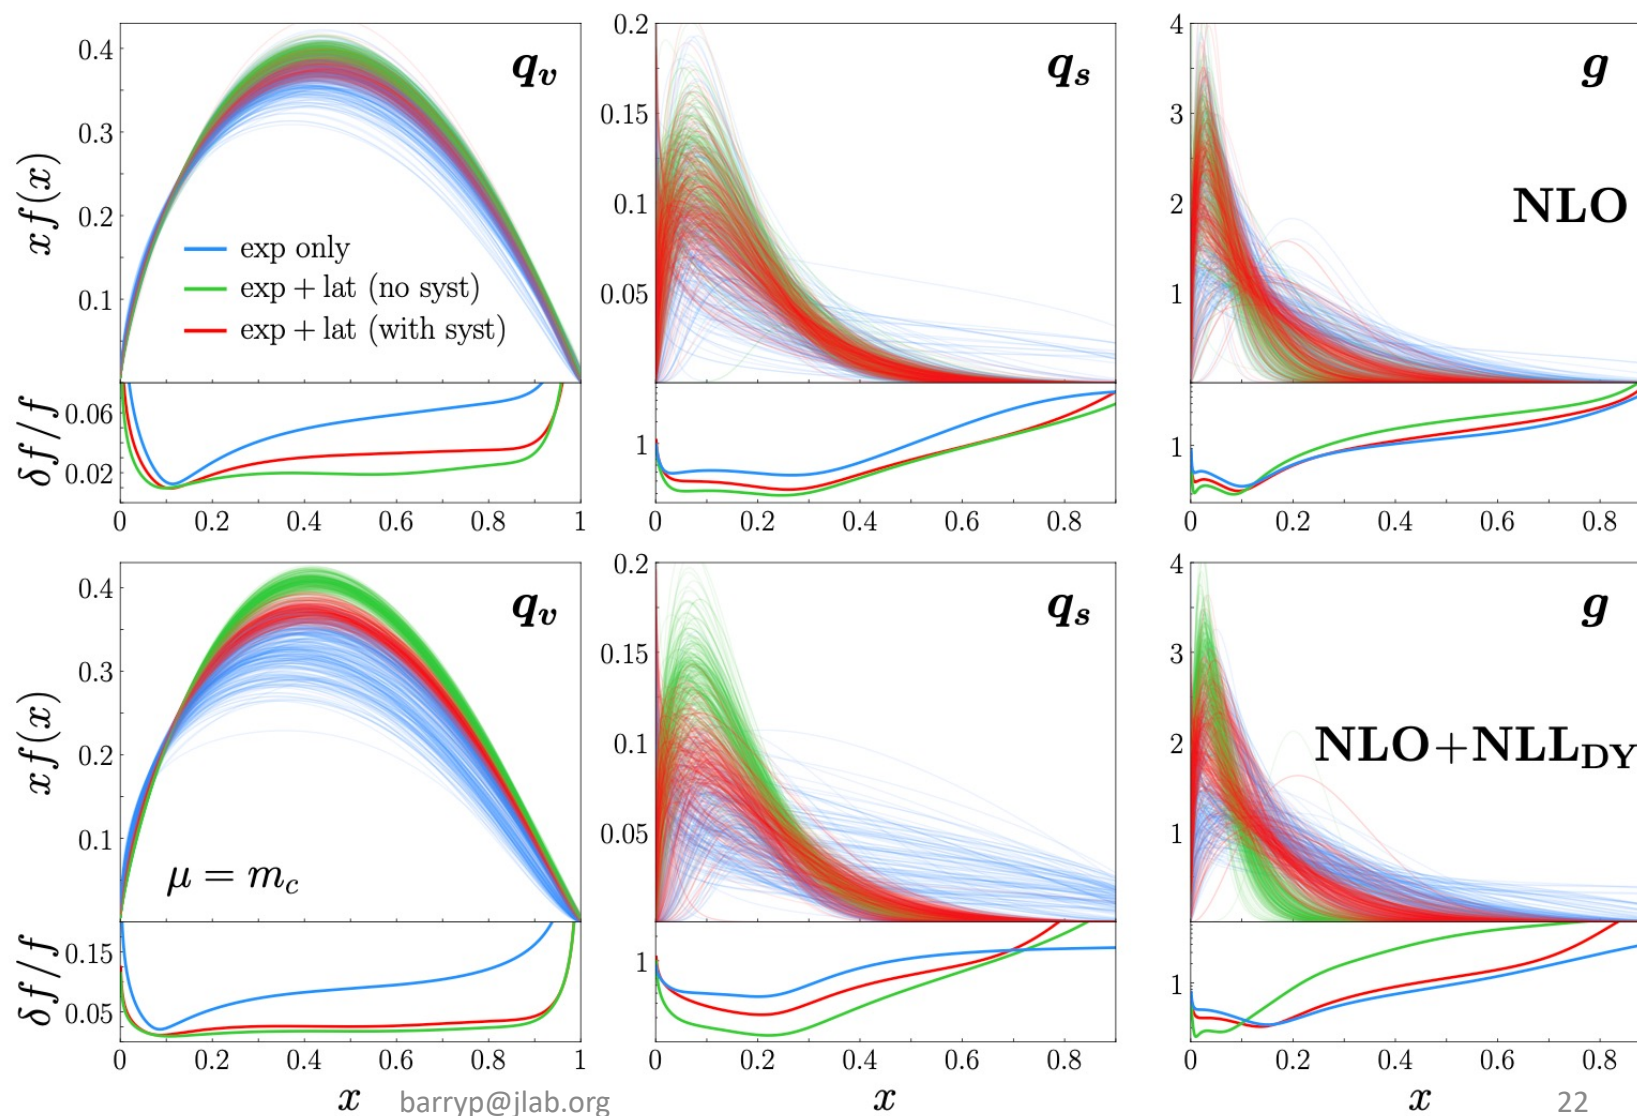 0.4
0.3
0.2
0.1
xf(x)
q_v
exp only
exp + lat (no syst)
exp + lat (with syst)
0.06
0.02
δf/f
0 0.2 0.4 0.6 0.8 1
0.2
0.15
0.1
0.05
q_s
1
0 0.2 0.4 0.6 0.8
4
3
2
1
g
NLO
1
0 0.2 0.4 0.6 0.8
0.4
0.3
0.2
0.1
xf(x)
q_v
μ = m_c
0.15
0.05
δf/f
0 0.2 0.4 0.6 0.8 1
x
0.2
0.15
0.1
0.05
q_s
1
0 0.2 0.4 0.6 0.8
x
4
3
2
1
g
NLO+NLL_DY
1
0 0.2 0.4 0.6 0.8
x
barryp@jlab.org
22